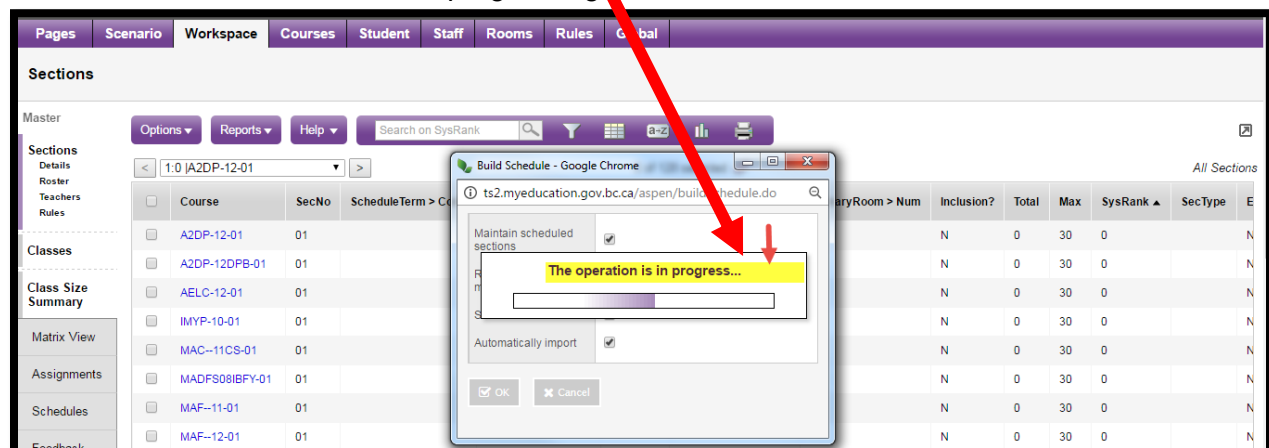 Pages Scenario Workspace Courses Student Staff Rooms Rules Global
Sections
Master
Options ▾ Reports ▾ Help ▾ Search on SysRank a-z
Sections
Details
Roster
Teachers
Rules
< 1:0 |A2DP-12-01 ▾ >
All Sections
Course SecNo ScheduleTerm > Num Inclusion? Total Max SysRank ▲ SecType
A2DP-12-01 01 N 0 30 0 N
Classes
A2DP-12DPB-01 01 N 0 30 0 N
Class Size
Summary
AELC-12-01 01 N 0 30 0 N
IMYP-10-01 01 N 0 30 0 N
Matrix View
MAC--11CS-01 01 N 0 30 0 N
Assignments
MADFS08IBFY-01 01 N 0 30 0 N
Schedules
MAF--11-01 01 N 0 30 0 N
MAF--12-01 01 N 0 30 0 N
Feedback
Build Schedule - Google Chrome
ts2.myeducation.gov.bc.ca/aspen/buildschedule.do
Maintain scheduled
sections
The operation is in progress...
Automatically import
OK Cancel